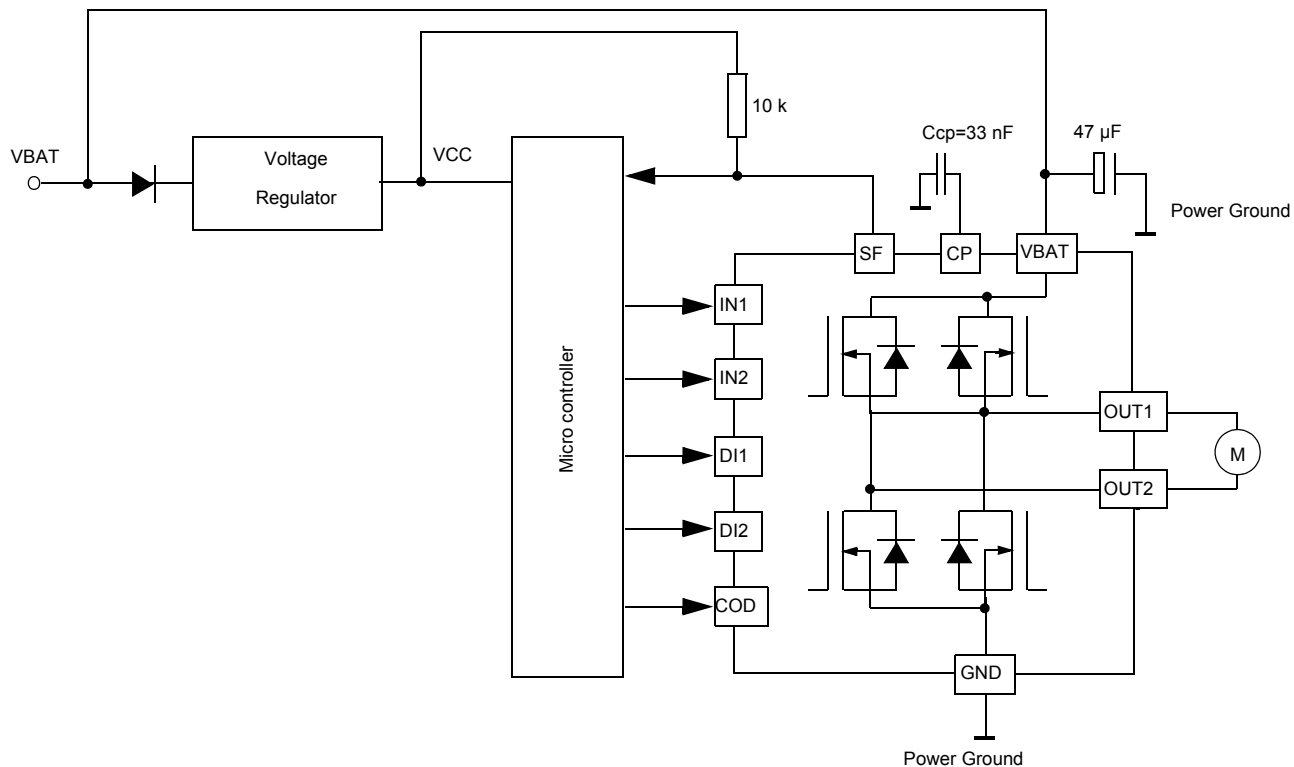 10 k
Ccp=33 nF
47 µF
VBAT
Voltage
Regulator
VCC
Power Ground
SF
CP
VBAT
IN1
IN2
Micro controller
OUT1
DI1
M
OUT2
DI2
COD
GND
Power Ground